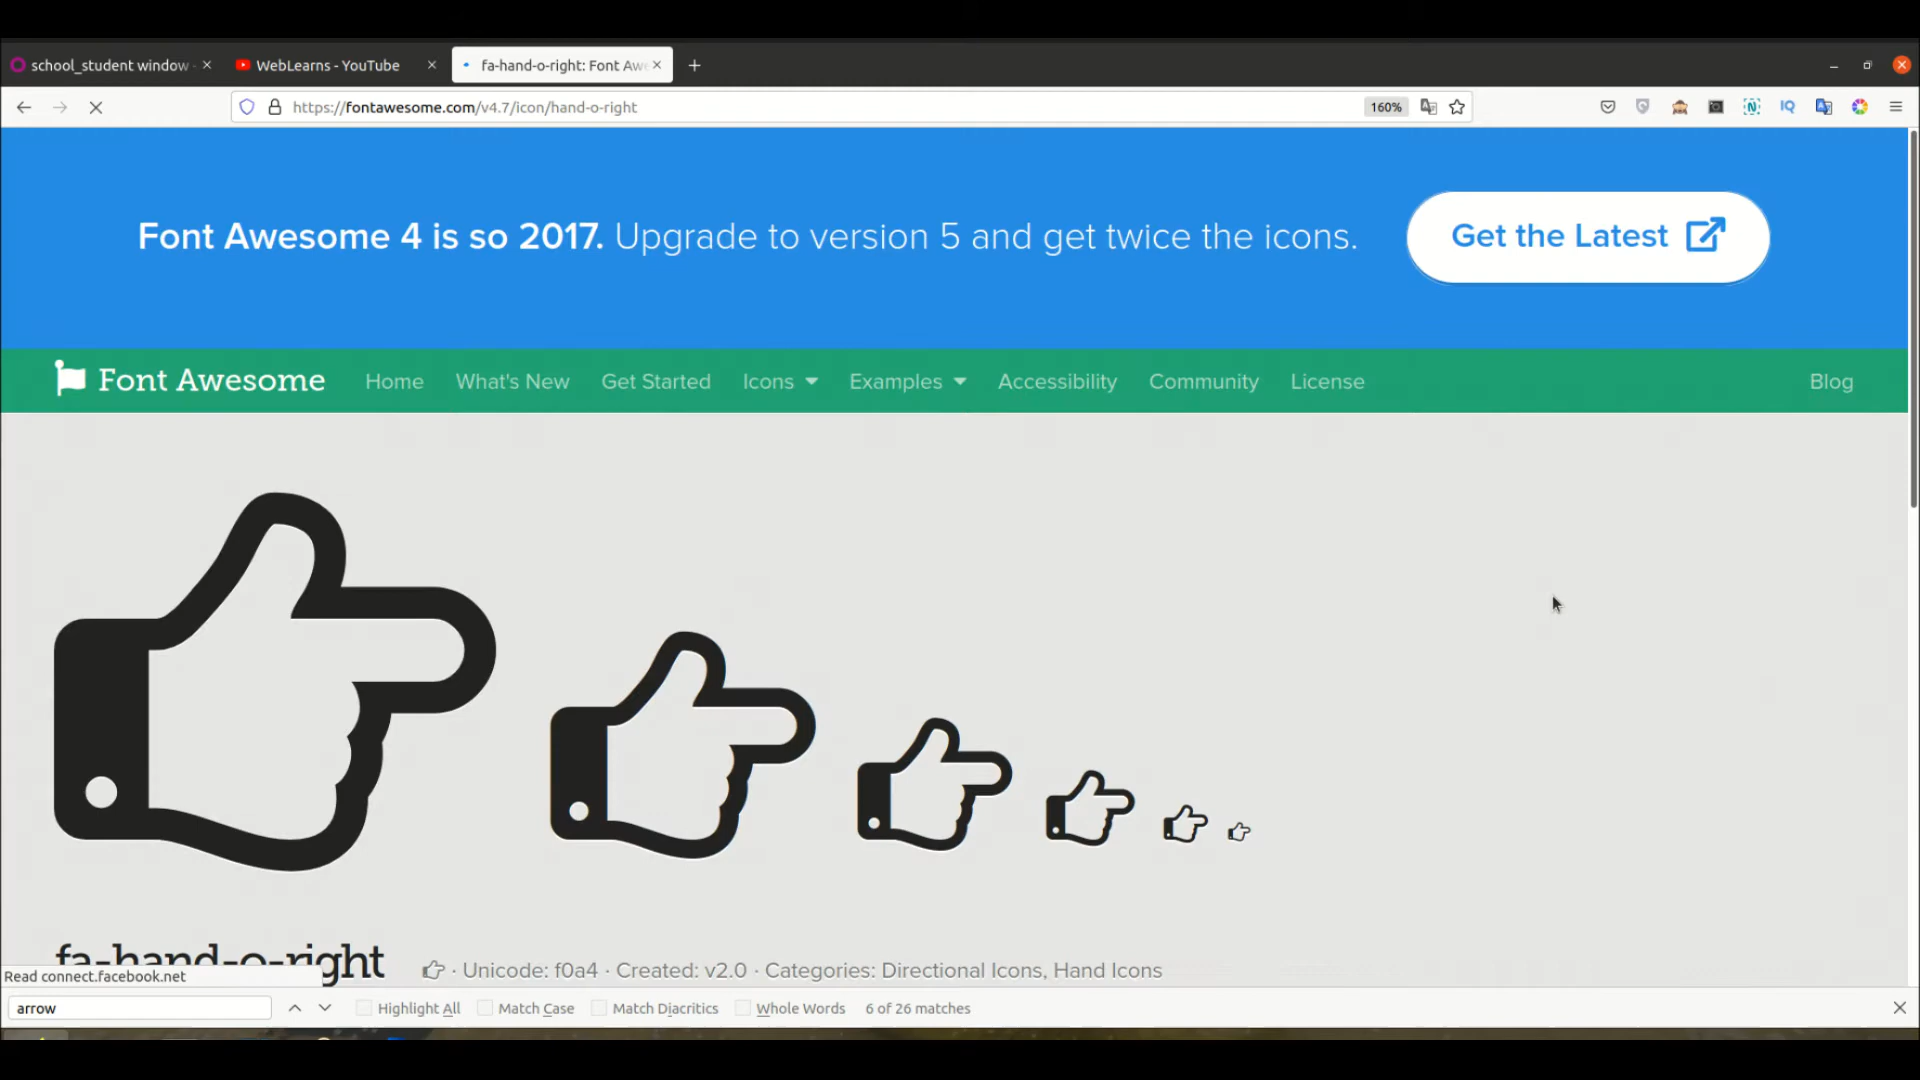 school_student window
WebLearns - YouTube
fa-hand-o-right: Font Aw
https://fontawesome.com/v4.7/icon/hand-o-right
160%
IQ
Font Awesome 4 is so 2017. Upgrade to version 5 and get twice the icons.
Get the Latest
Font Awesome
Home
What's New
Get Started
Icons
Examples
Accessibility
Community
License
Blog
fa-hand-o-right
· Unicode: f0a4 · Created: v2.0 · Categories: Directional Icons, Hand Icons
Read connect.facebook.net
arrow
Highlight All
Match Case
Match Diacritics
Whole Words
6 of 26 matches